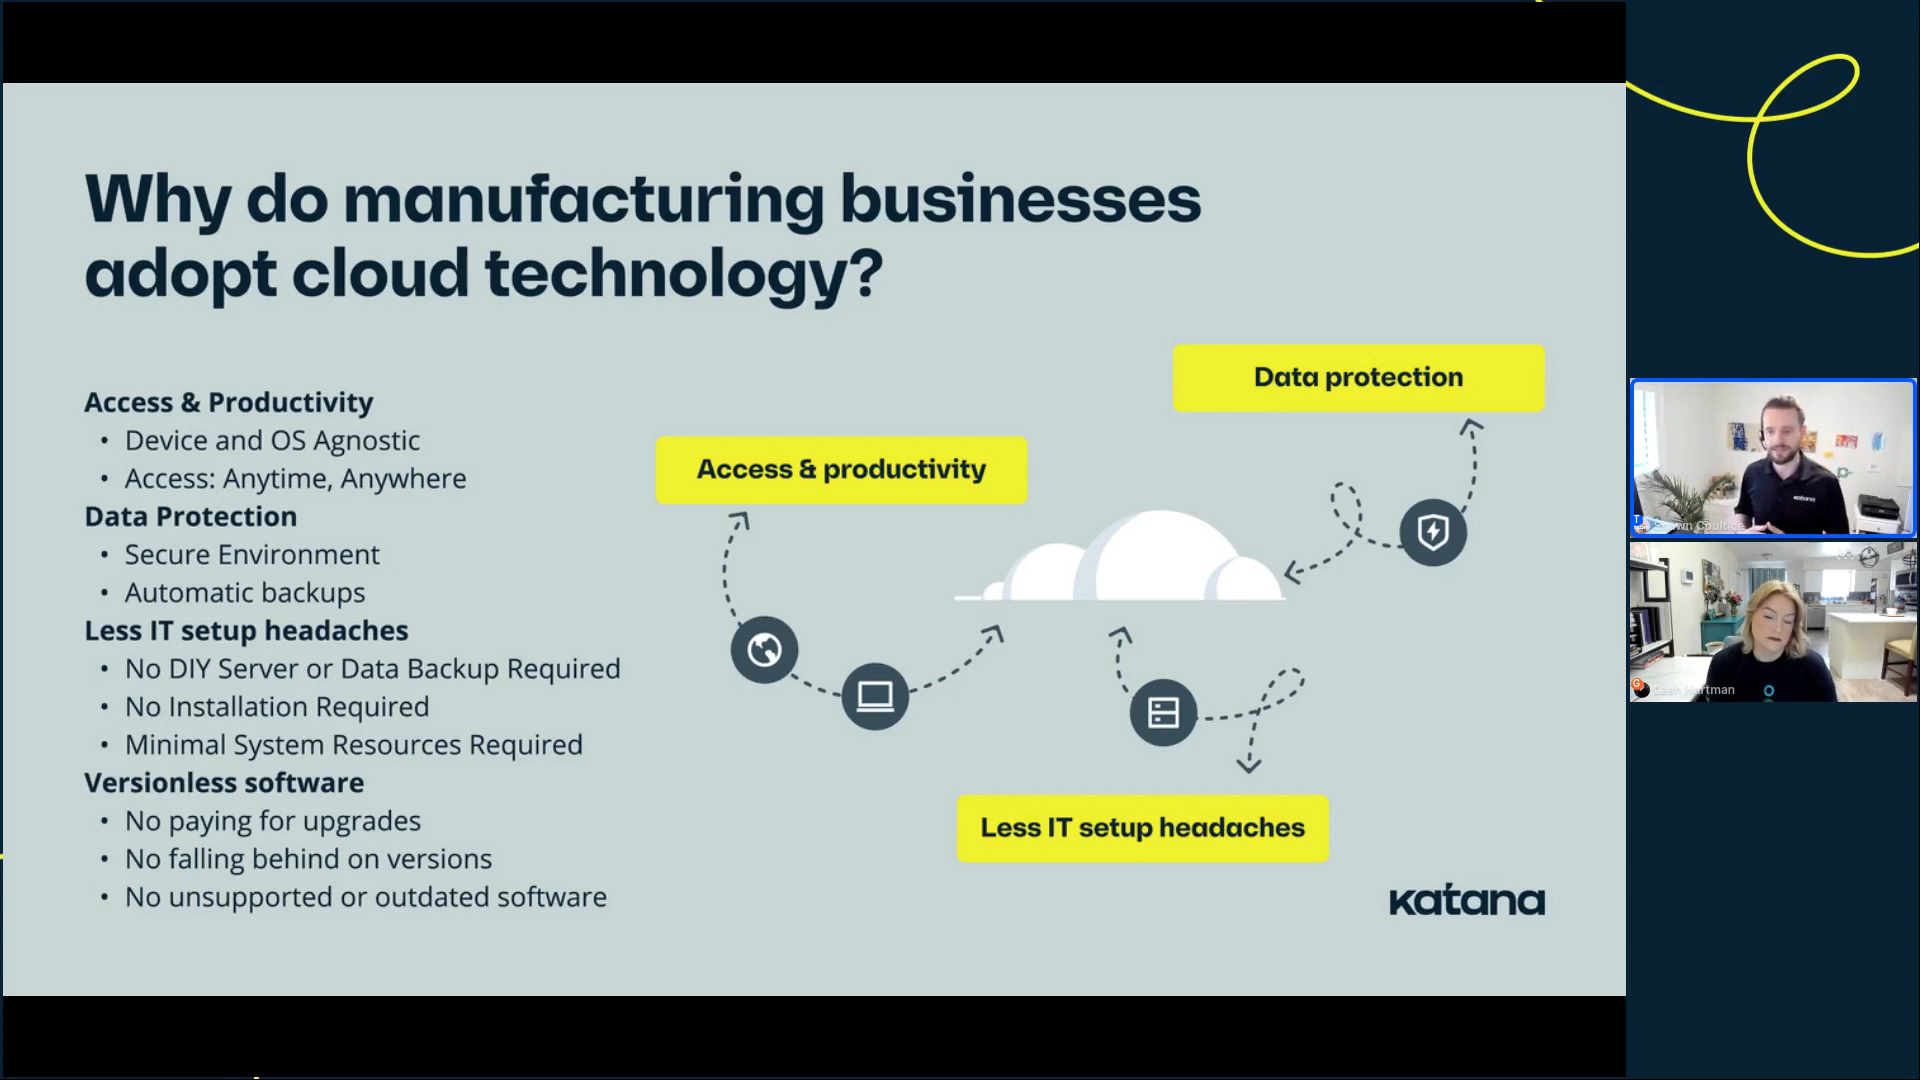 Why do manufacturing businesses
adopt cloud technology?
Access & Productivity
• Device and OS Agnostic
• Access: Anytime, Anywhere
Data Protection
• Secure Environment
• Automatic backups
Less IT setup headaches
• No DIY Server or Data Backup Required
• No Installation Required
• Minimal System Resources Required
Versionless software
• No paying for upgrades
• No falling behind on versions
• No unsupported or outdated software
Data protection
Access & productivity
Less IT setup headaches
katana
katana